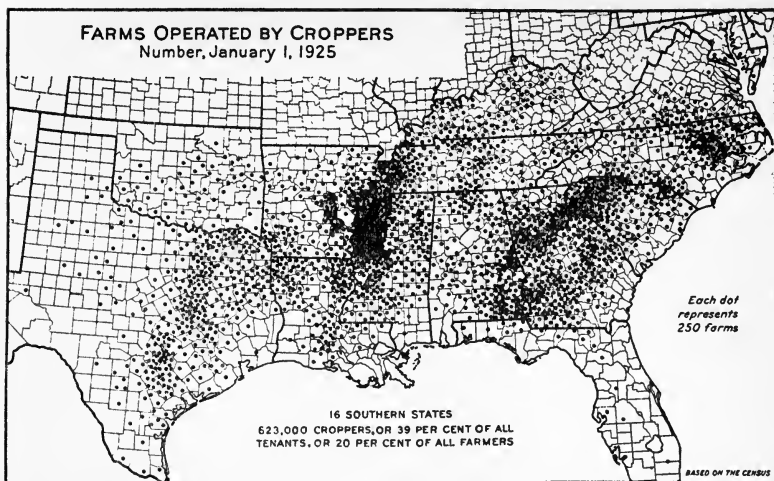 FARMS OPERATED BY CROPPERS
Number, January 1, 1925
Each dot
represents
250 farms
16 SOUTHERN STATES
623,000 CROPPERS, OR 39 PER CENT OF ALL
TENANTS, OR 20 PER CENT OF ALL FARMERS
BASED ON THE CENSUS